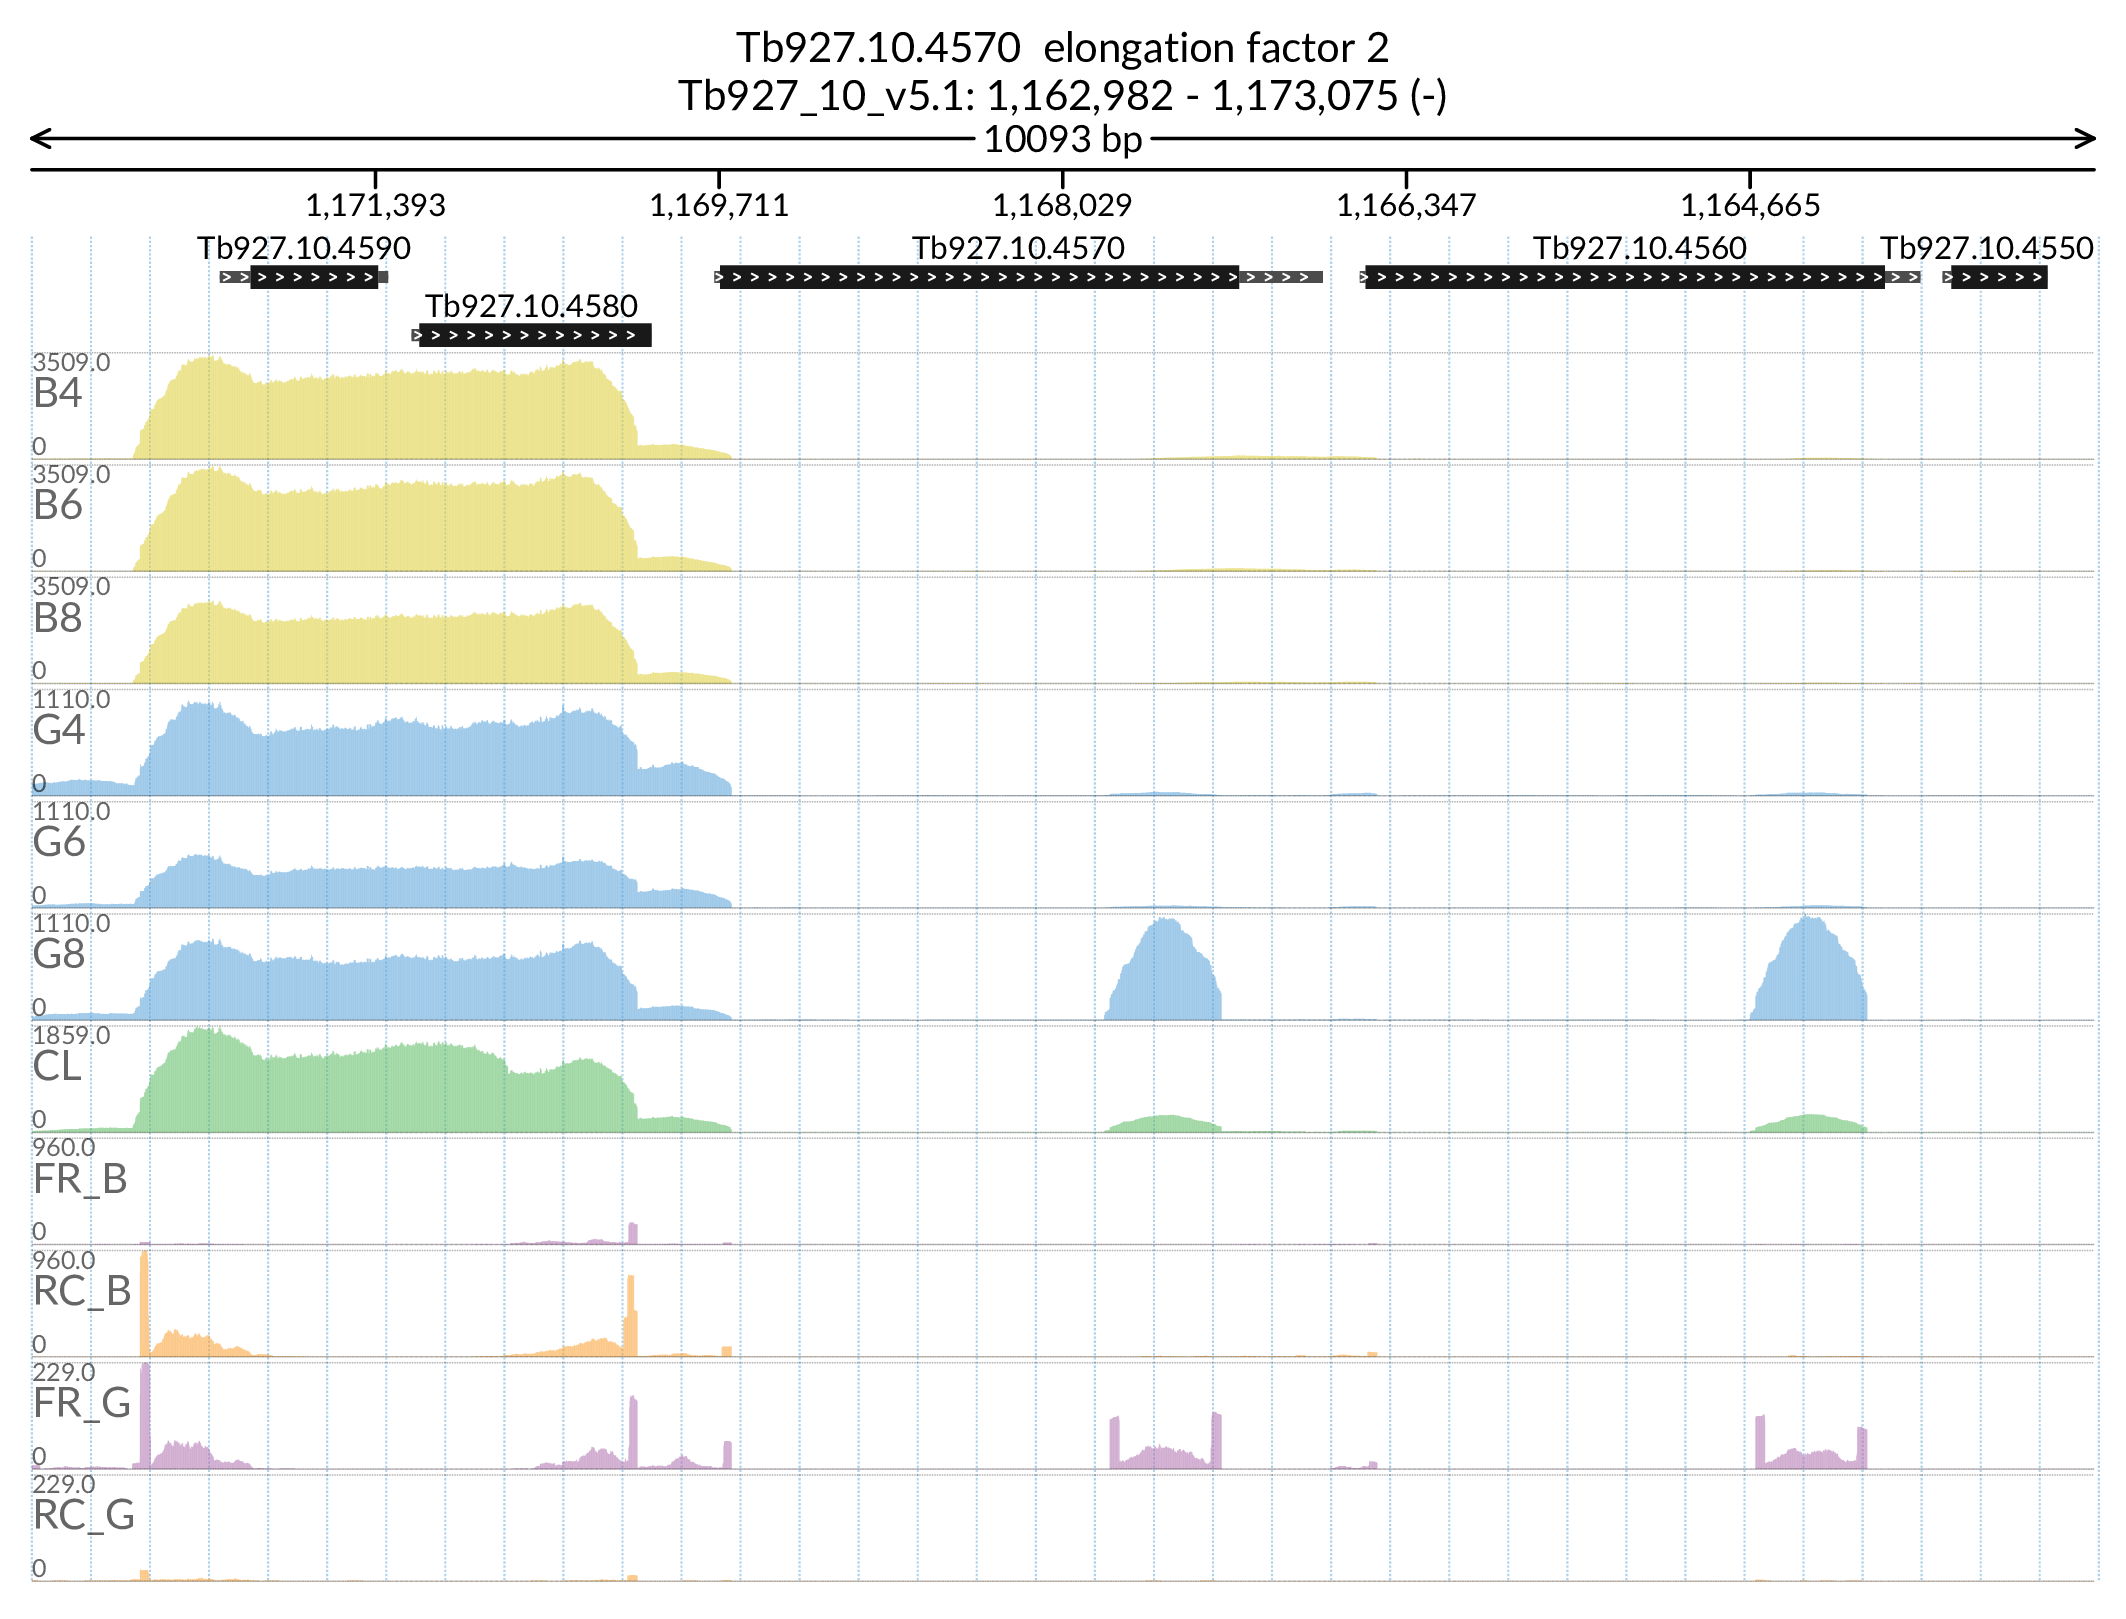 Tb927.10.4570  elongation factor 2
Tb927_10_v5.1: 1,162,982 - 1,173,075 (-)
10093 bp
1,171,393 1,169,711 1,168,029 1,166,347 1,164,665
Tb927.10.4590 Tb927.10.4570 Tb927.10.4560 Tb927.10.4550
Tb927.10.4580
3509.0
B4
0
3509.0
B6
0
3509.0
B8
0
1110.0
G4
0
1110.0
G6
0
1110.0
G8
0
1859.0
CL
0
960.0
FR_B
0
960.0
RC_B
0
229.0
FR_G
0
229.0
RC_G
0